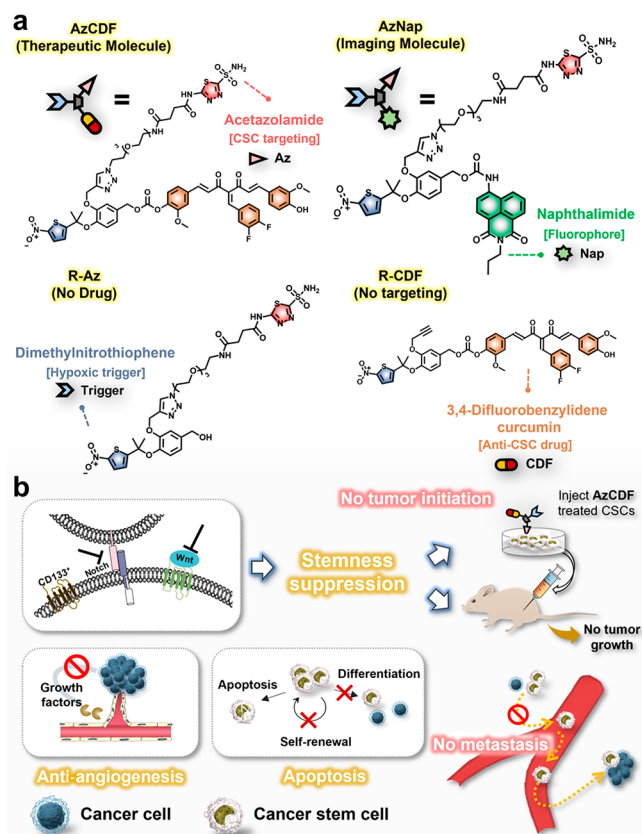 a
AzCDF
(Therapeutic Molecule)
AzNap
(Imaging Molecule)
=
=
Acetazolamide
[CSC targeting]
Az
Naphthalimide
[Fluorophore]
Nap
R-Az
(No Drug)
R-CDF
(No targeting)
Dimethylnitrothiophene
[Hypoxic trigger]
Trigger
3,4-Difluorobenzylidene
curcumin
[Anti-CSC drug]
CDF
b
CD133+
Notch
Wnt
Stemness
suppression
No tumor initiation
Inject AzCDF
treated CSCs
No tumor
growth
Growth
factors
Anti-angiogenesis
Apoptosis
Differentiation
Self-renewal
Apoptosis
No metastasis
Cancer cell
Cancer stem cell